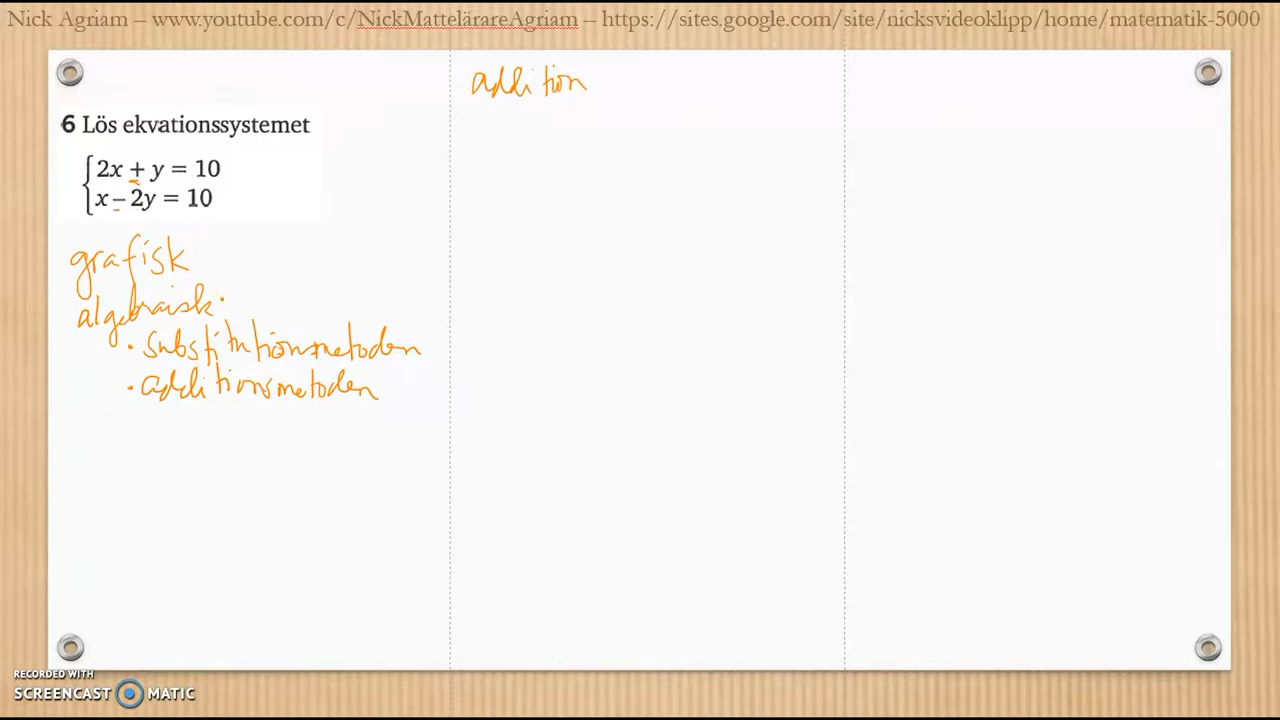 Nick Agriam – www.youtube.com/c/NickMattelärareAgriam – https://sites.google.com/site/nicksvideoklipp/home/matematik-5000
addition
6 Lös ekvationssystemet
2x + y = 10
x – 2y = 10
grafisk
algebraisk
• substitutionsmetoden
• additionsmetoden
RECORDED WITH
SCREENCAST MATIC